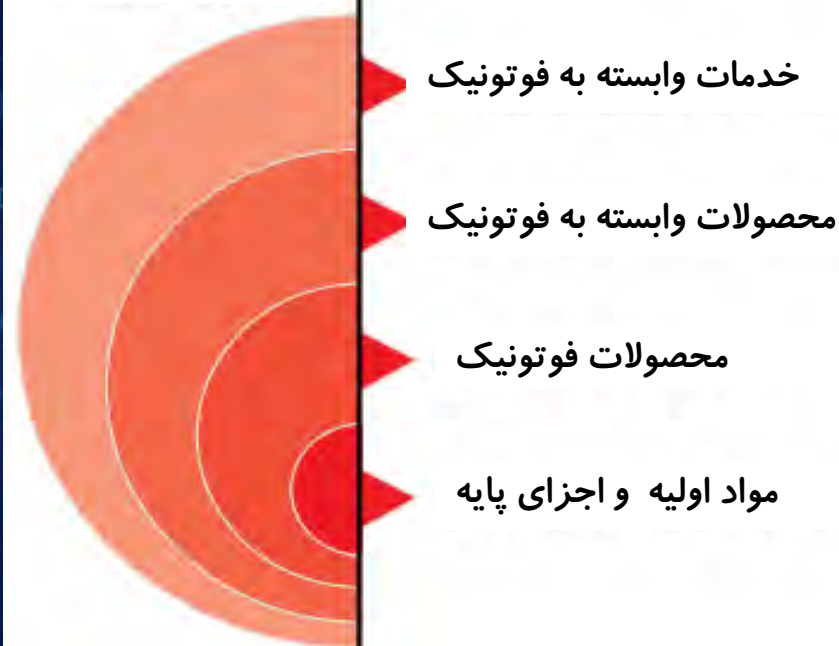 خدمات وابسته به فوتونیک
محصولات وابسته به فوتونیک
محصولات فوتونیک
مواد اولیه و اجزای پایه